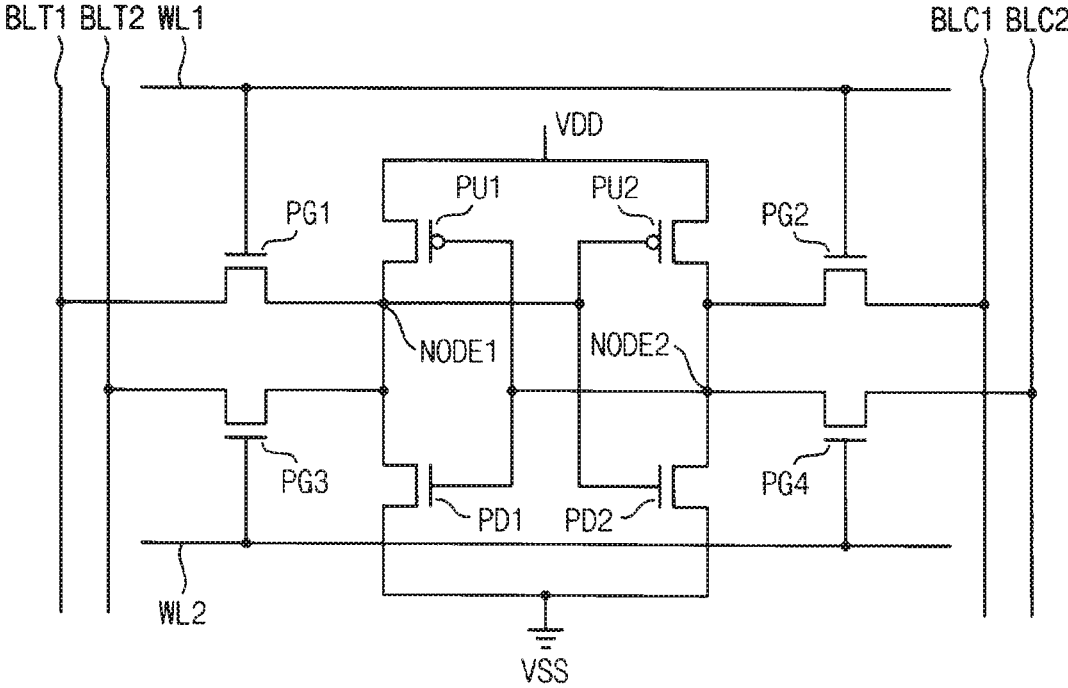 BLT1 BLT2 WL1 BLC1 BLC2
VDD
PU1 PU2
PG1 PG2
NODE1 NODE2
PG3 PG4
PD1 PD2
WL2
VSS